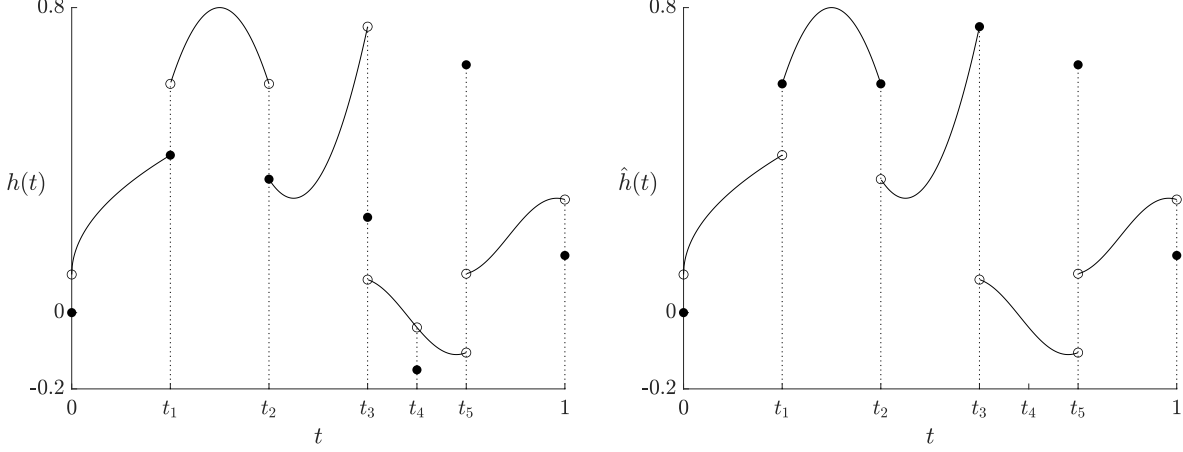 0.8
h(t)
0
-0.2
0 t₁ t₂ t₃ t₄ t₅ 1
t
0.8
ĥ(t)
0
-0.2
0 t₁ t₂ t₃ t₄ t₅ 1
t